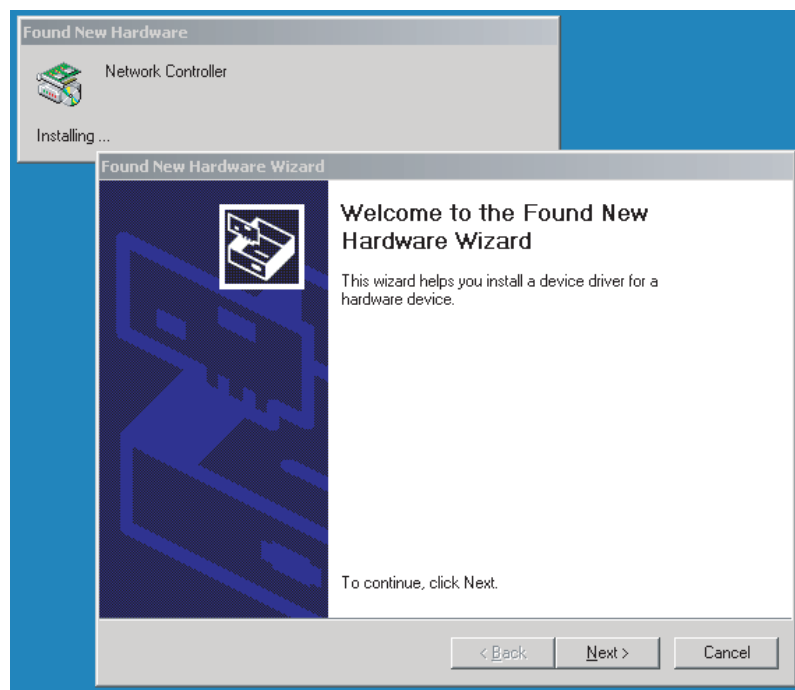 Found New Hardware
Network Controller
Installing ...
Found New Hardware Wizard
Welcome to the Found New
Hardware Wizard
This wizard helps you install a device driver for a
hardware device.
To continue, click Next.
< Back
Next >
Cancel